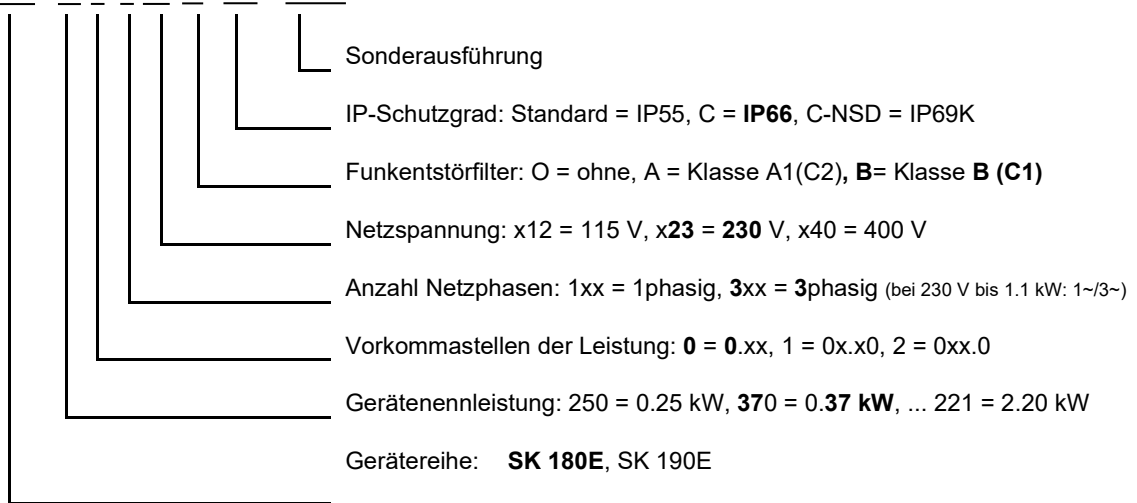 Sonderausführung
IP-Schutzgrad: Standard = IP55, C = IP66, C-NSD = IP69K
Funkentstörfilter: O = ohne, A = Klasse A1(C2), B= Klasse B (C1)
Netzspannung: x12 = 115 V, x23 = 230 V, x40 = 400 V
Anzahl Netzphasen: 1xx = 1phasig, 3xx = 3phasig (bei 230 V bis 1.1 kW: 1~/3~)
Vorkommastellen der Leistung: 0 = 0.xx, 1 = 0x.x0, 2 = 0xx.0
Gerätenennleistung: 250 = 0.25 kW, 370 = 0.37 kW, ... 221 = 2.20 kW
Gerätereihe: SK 180E, SK 190E